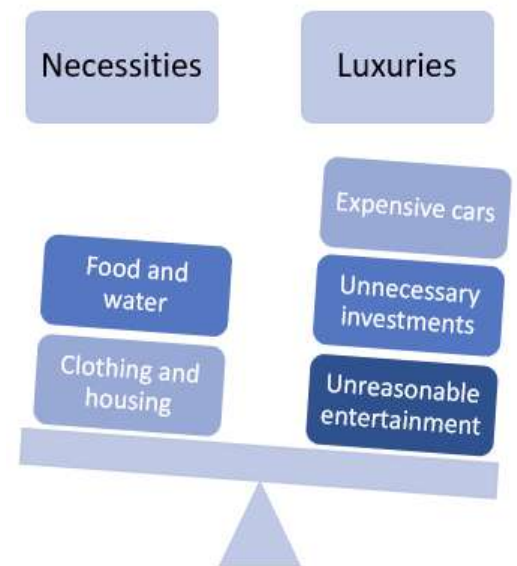 Necessities
Luxuries
Food and
water
Clothing and
housing
Expensive cars
Unnecessary
investments
Unreasonable
entertainment